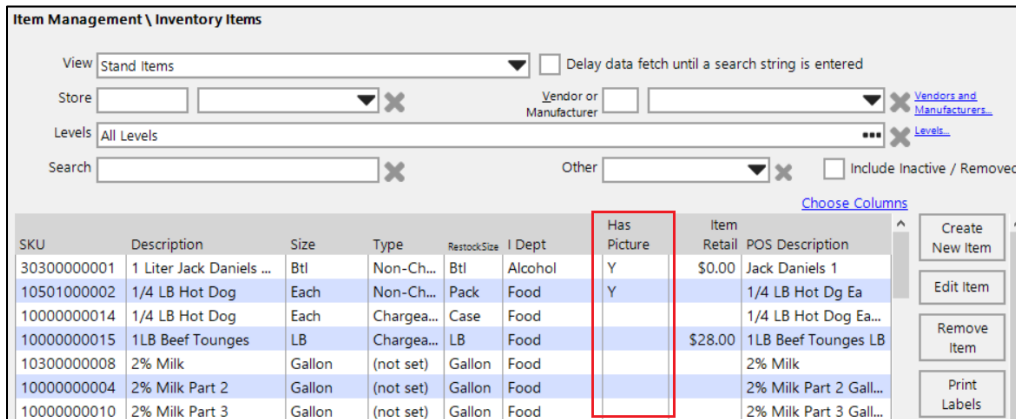 Item Management \ Inventory Items
View Stand Items Delay data fetch until a search string is entered
Store Vendor or Manufacturer Vendors and Manufacturers...
Levels All Levels Levels...
Search Other Include Inactive / Removed
Choose Columns
SKU Description Size Type RestockSize I Dept Has Picture Item Retail POS Description
30300000001 1 Liter Jack Daniels ... Btl Non-Ch... Btl Alcohol Y $0.00 Jack Daniels 1
10501000002 1/4 LB Hot Dog Each Non-Ch... Pack Food Y 1/4 LB Hot Dg Ea
10000000014 1/4 LB Hot Dog Each Chargea... Case Food 1/4 LB Hot Dog Ea...
10000000015 1LB Beef Tounges LB Chargea... LB Food $28.00 1LB Beef Tounges LB
10300000008 2% Milk Gallon (not set) Gallon Food 2% Milk
10000000004 2% Milk Part 2 Gallon (not set) Gallon Food 2% Milk Part 2 Gall...
10000000010 2% Milk Part 3 Gallon (not set) Gallon Food 2% Milk Part 3 Gall...
Create New Item
Edit Item
Remove Item
Print Labels